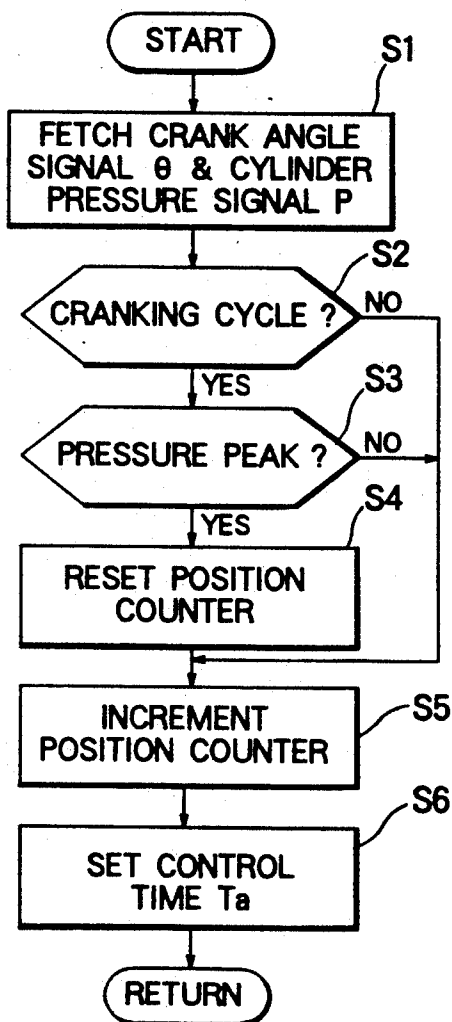 START
S1
FETCH CRANK ANGLE
SIGNAL θ & CYLINDER
PRESSURE SIGNAL P
S2
CRANKING CYCLE ?
NO
YES
S3
PRESSURE PEAK ?
NO
YES
S4
RESET POSITION
COUNTER
S5
INCREMENT
POSITION COUNTER
S6
SET CONTROL
TIME Ta
RETURN